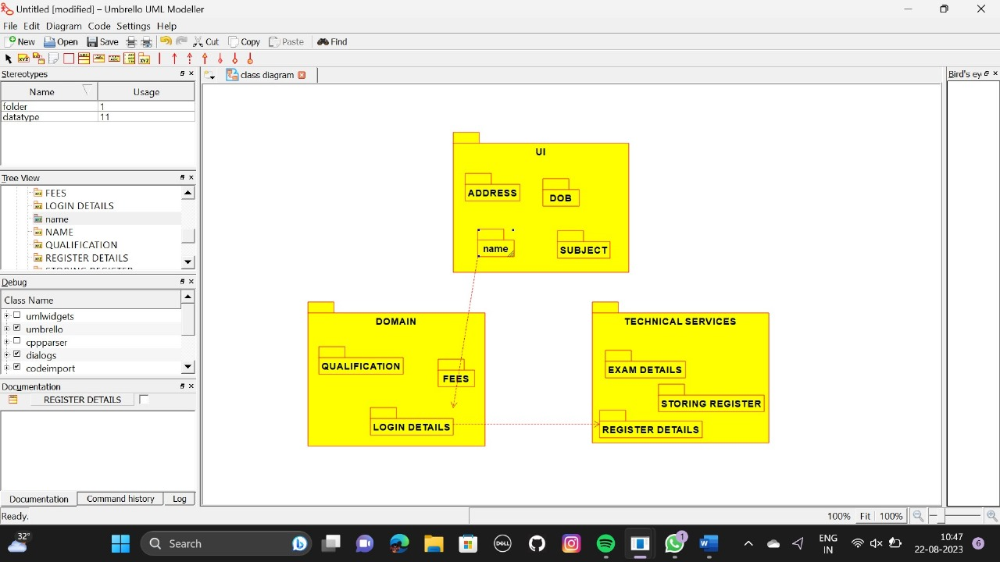 Untitled [modified] – Umbrello UML Modeller
File Edit Diagram Code Settings Help
New Open Save Cut Copy Paste Find
Stereotypes
Name Usage
folder 1
datatype 11
Tree View
FEES
LOGIN DETAILS
name
NAME
QUALIFICATION
REGISTER DETAILS
STORING REGISTER
Debug
Class Name
umlwidgets
umbrello
cppparser
dialogs
codeimport
Documentation
REGISTER DETAILS
Documentation Command history Log
Ready.
class diagram
Bird's ey
UI
ADDRESS
DOB
name
SUBJECT
DOMAIN
QUALIFICATION
FEES
LOGIN DETAILS
TECHNICAL SERVICES
EXAM DETAILS
STORING REGISTER
REGISTER DETAILS
100% Fit 100%
32°
Search
DELL
1
W
ENG
IN
10:47
22-08-2023
6